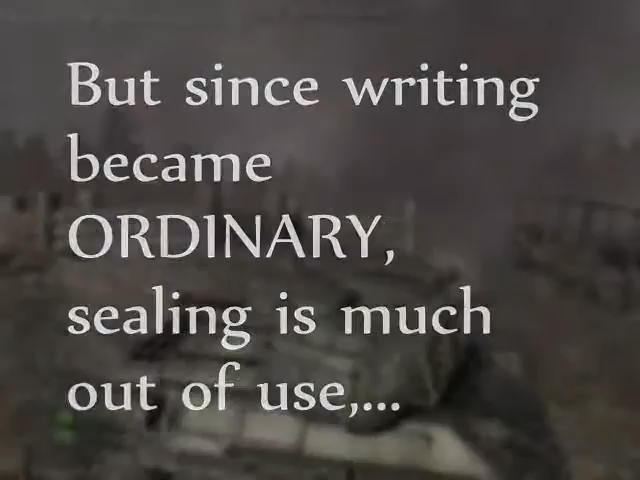 But since writing
became
ORDINARY,
sealing is much
out of use,...